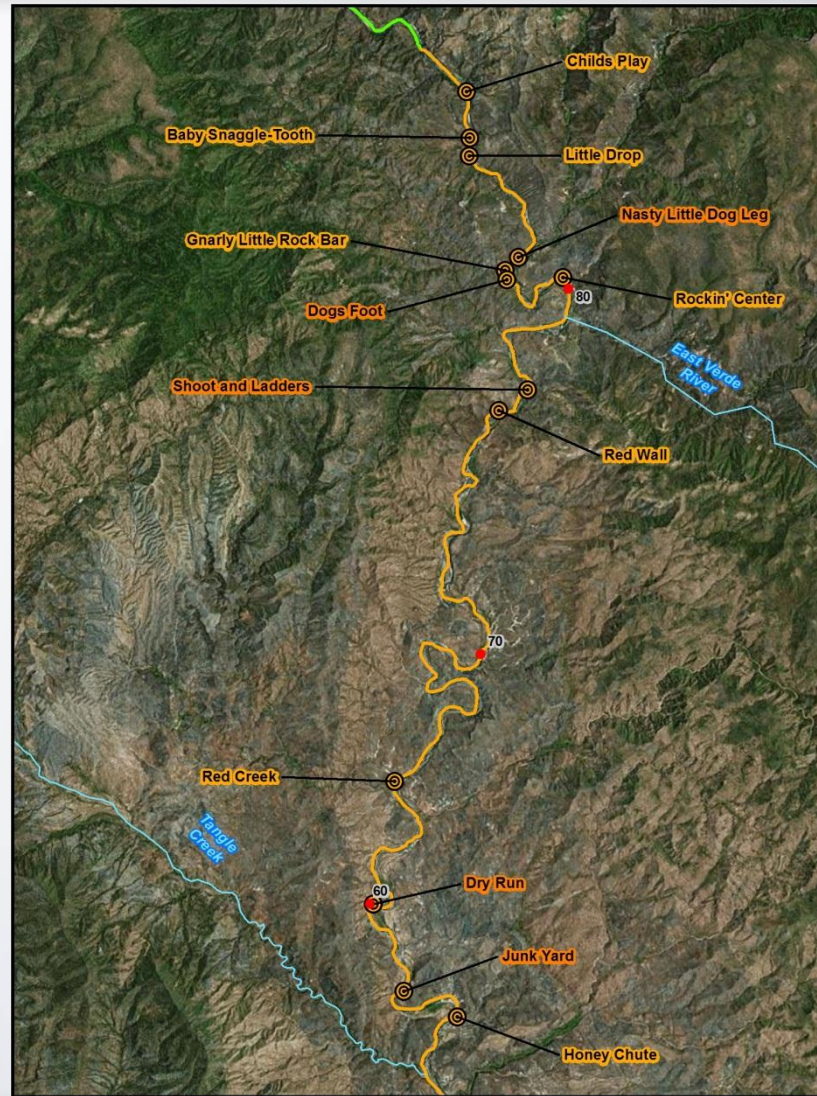 Childs Play
Baby Snaggle-Tooth
Little Drop
Nasty Little Dog Leg
Gnarly Little Rock Bar
Dogs Foot
80
Rockin' Center
East Verde
River
Shoot and Ladders
Red Wall
70
Red Creek
Tangle
Creek
60
Dry Run
Junk Yard
Honey Chute